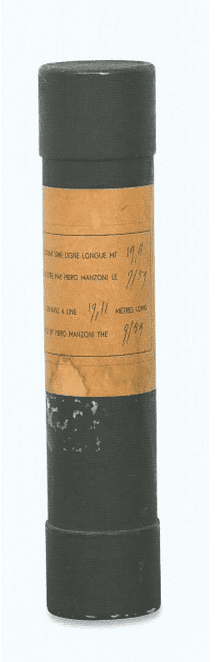 IENT UNE LIGNE LONGUE MT 19,11
PAR PIERO MANZONI LE 9/59
A LINE 19,11 METRES LONG
BY PIERO MANZONI THE 9/59